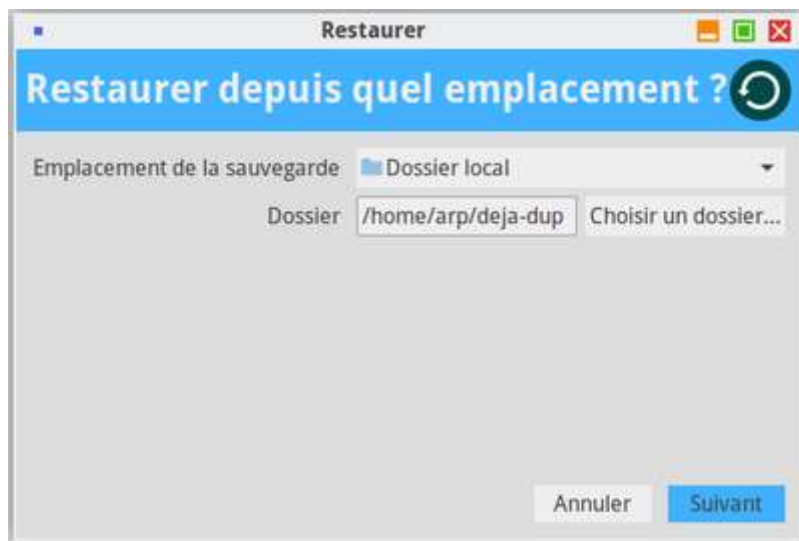 Restaurer
Restaurer depuis quel emplacement ?
Emplacement de la sauvegarde Dossier local
Dossier /home/arp/deja-dup Choisir un dossier...
Annuler Suivant